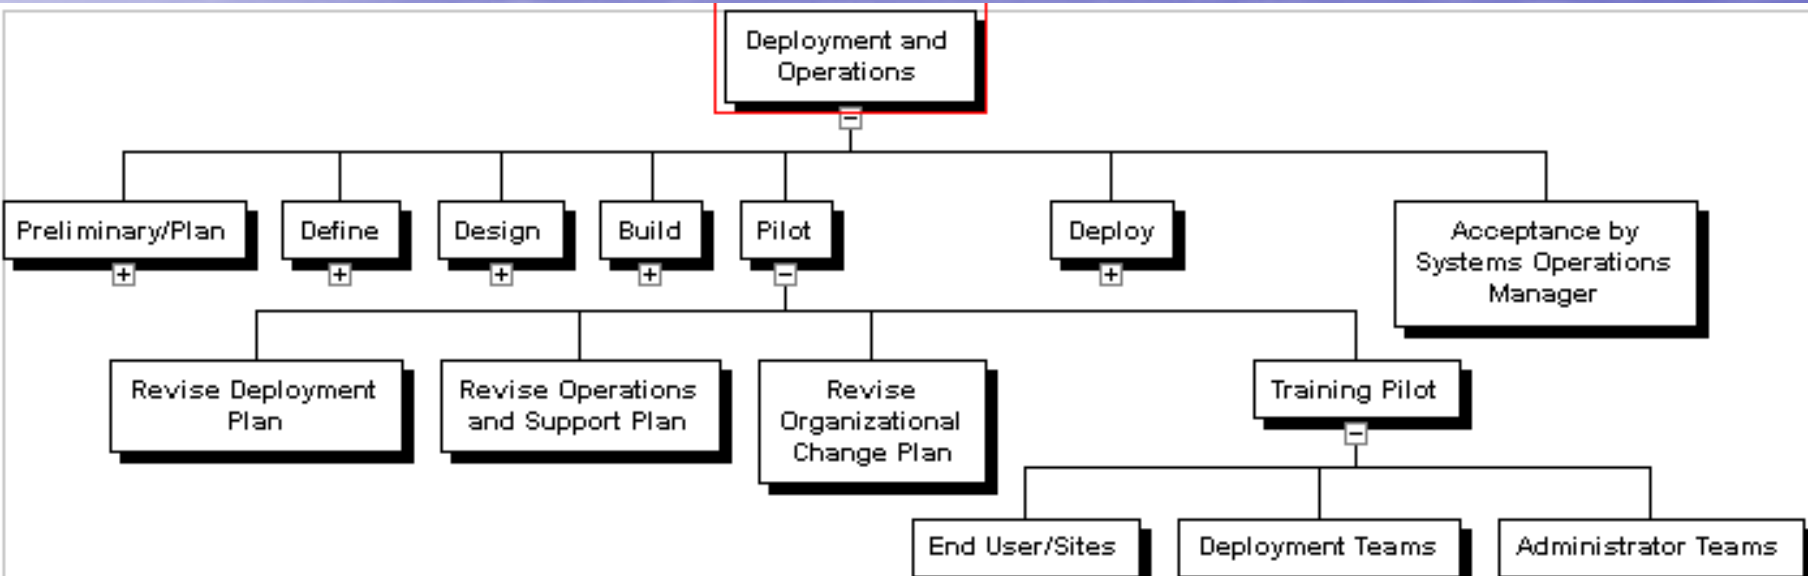 Deployment and
Operations
Preliminary/Plan
Define
Design
Build
Pilot
Deploy
Acceptance by
Systems Operations
Manager
Revise Deployment
Plan
Revise Operations
and Support Plan
Revise
Organizational
Change Plan
Training Pilot
End User/Sites
Deployment Teams
Administrator Teams